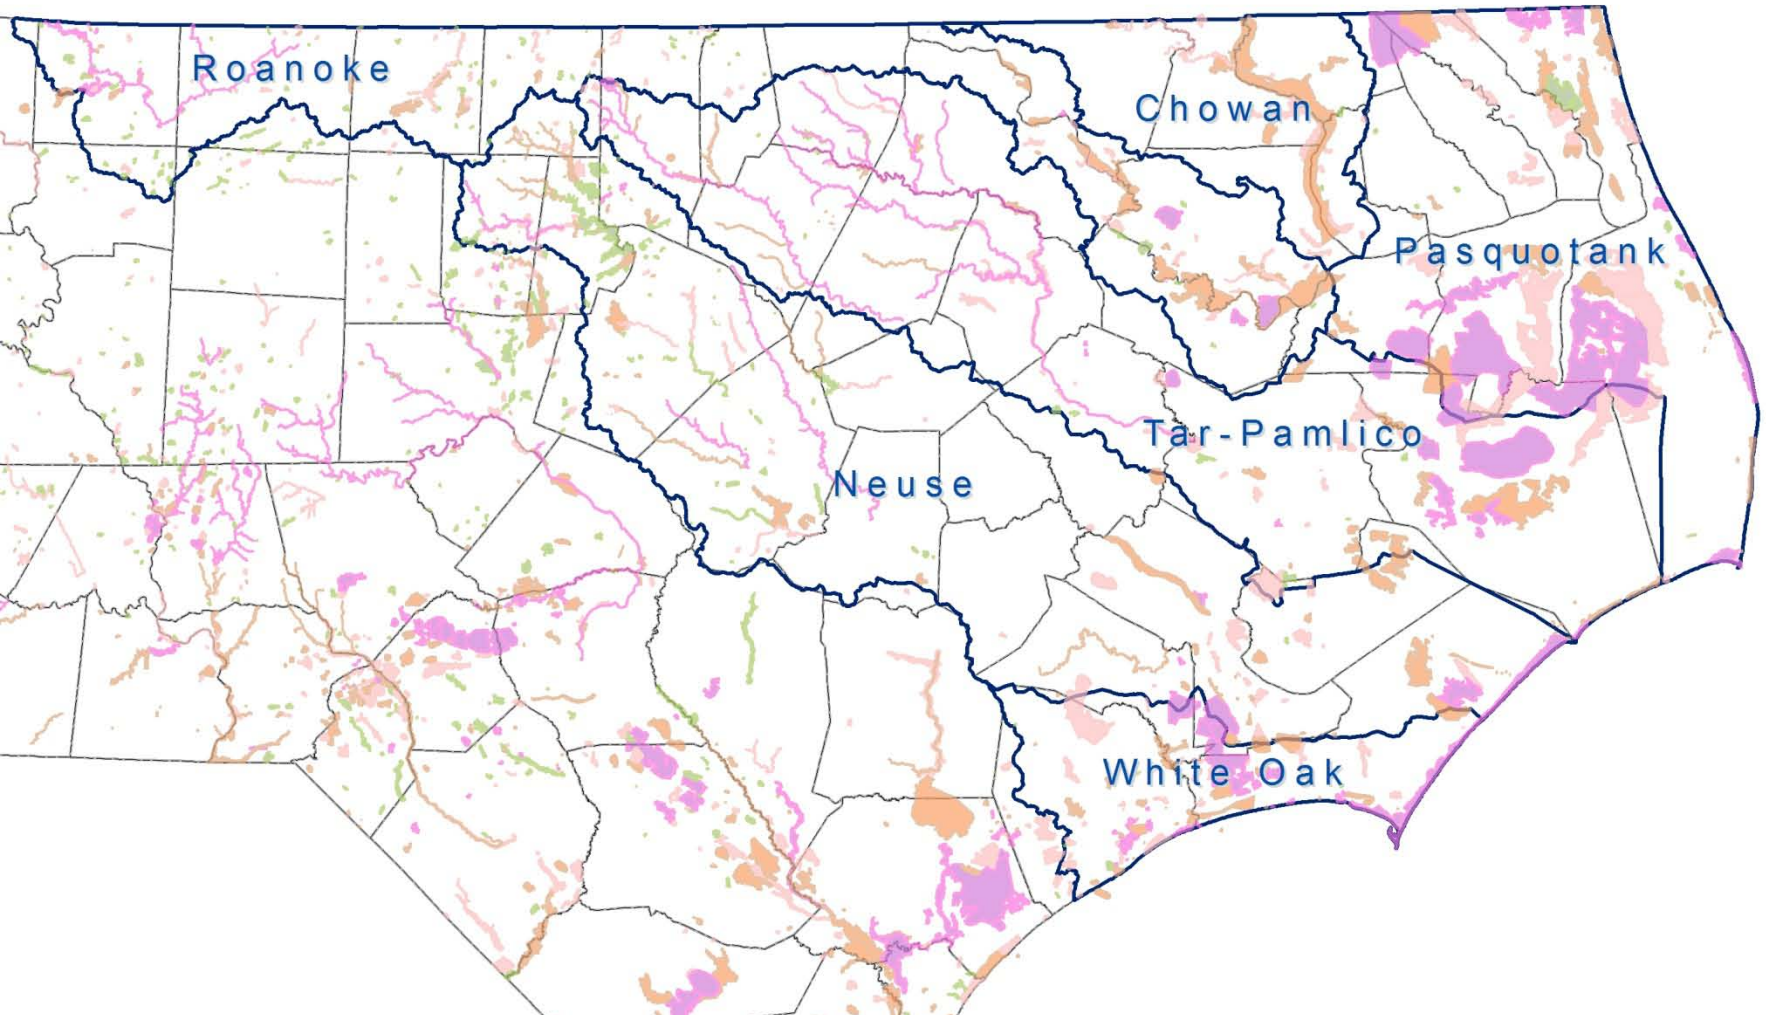 Roanoke
Chowan
Pasquotank
Tar-Pamlico
Neuse
White Oak